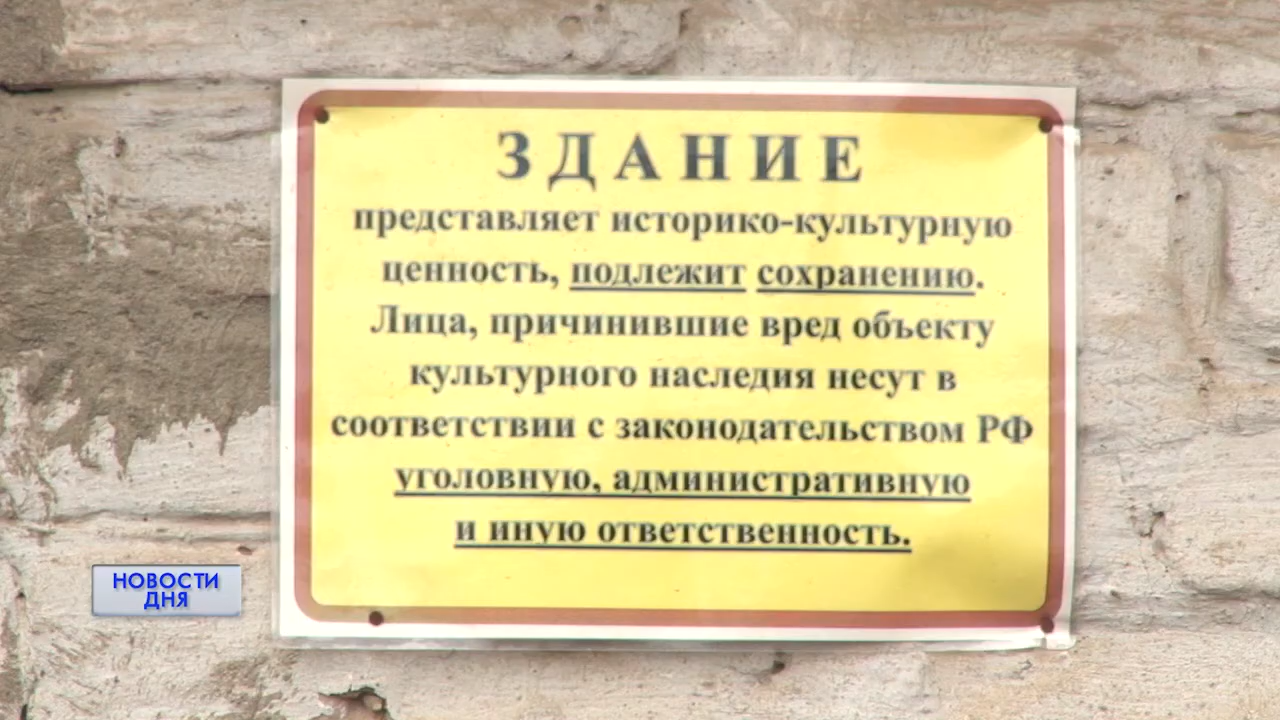 ЗДАНИЕ
представляет историко-культурную
ценность, подлежит сохранению.
Лица, причинившие вред объекту
культурного наследия несут в
соответствии с законодательством РФ
уголовную, административную
и иную ответственность.
НОВОСТИ
ДНЯ